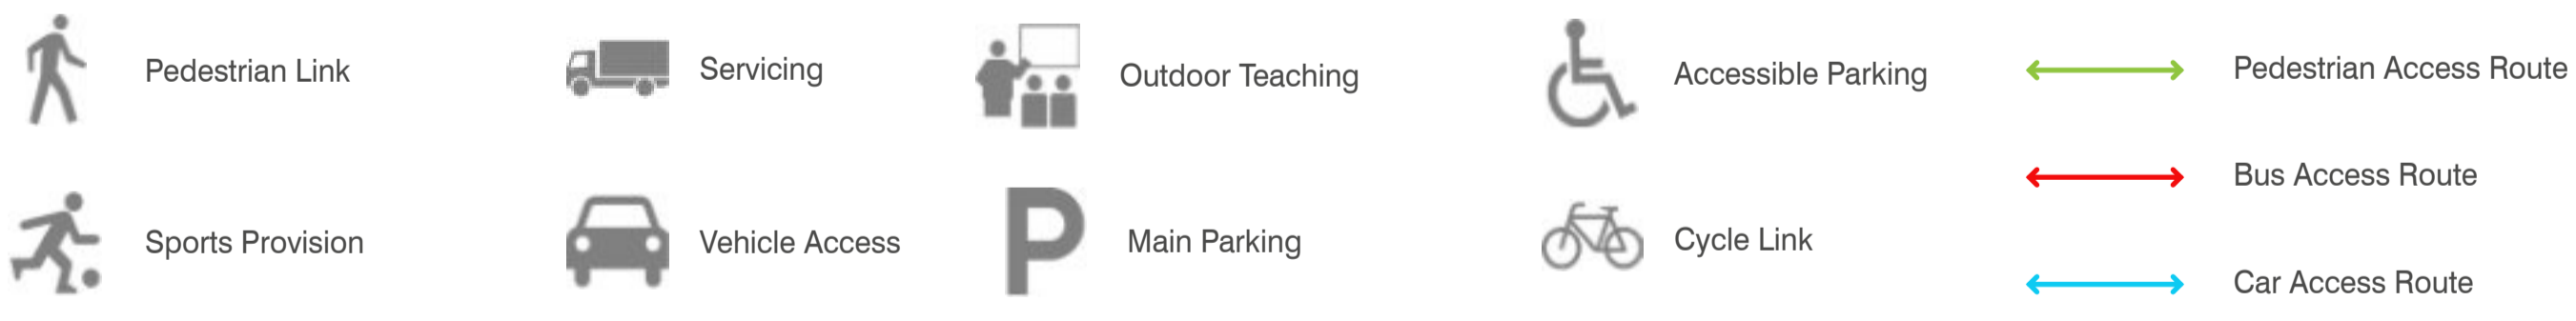 Pedestrian Link
Servicing
Outdoor Teaching
Accessible Parking
Pedestrian Access Route
Bus Access Route
Sports Provision
Vehicle Access
P
Main Parking
Cycle Link
Car Access Route